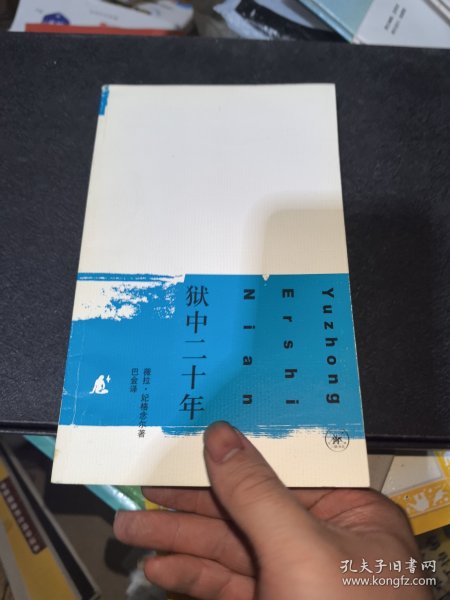 狱中二十年
Yuzhong
Ershi
Nian
薇拉·妃格念尔著
巴金译
孔夫子旧书网
www.kongfz.com